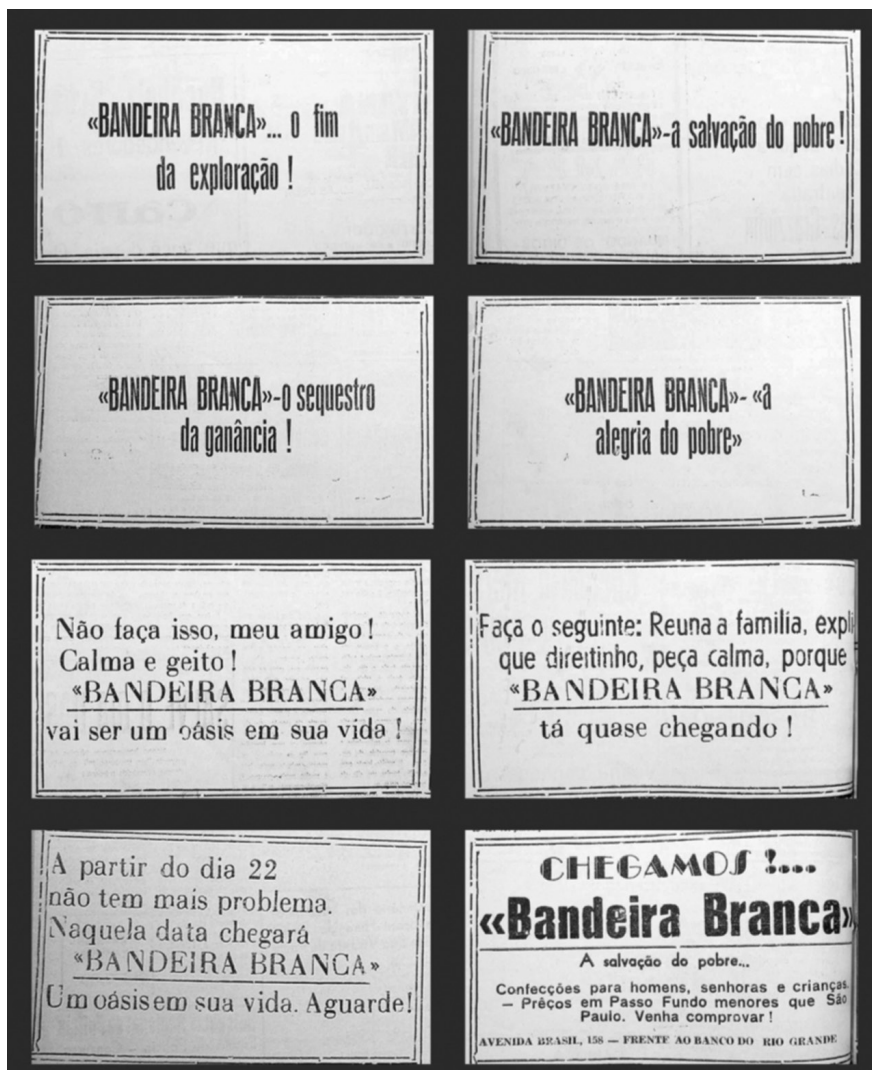 «BANDEIRA BRANCA»... o fim
da exploração !
«BANDEIRA BRANCA»-a salvação do pobre !
«BANDEIRA BRANCA»-o sequestro
da ganância !
«BANDEIRA BRANCA»- «a
alegria do pobre»
Não faça isso, meu amigo !
Calma e geito !
«BANDEIRA BRANCA»
vai ser um oásis em sua vida !
Faça o seguinte: Reuna a familia, expli
que direitinho, peça calma, porque
«BANDEIRA BRANCA»
tá quase chegando !
A partir do dia 22
não tem mais problema.
Naquela data chegará
«BANDEIRA BRANCA»
Um oásis em sua vida. Aguarde!
CHEGAMOS !....
«Bandeira Branca»
A salvação do pobre...
Confecções para homens, senhoras e crianças.
— Prêços em Passo Fundo menores que São
Paulo. Venha comprovar !
AVENIDA BRASIL, 158 — FRENTE AO BANCO DO RIO GRANDE